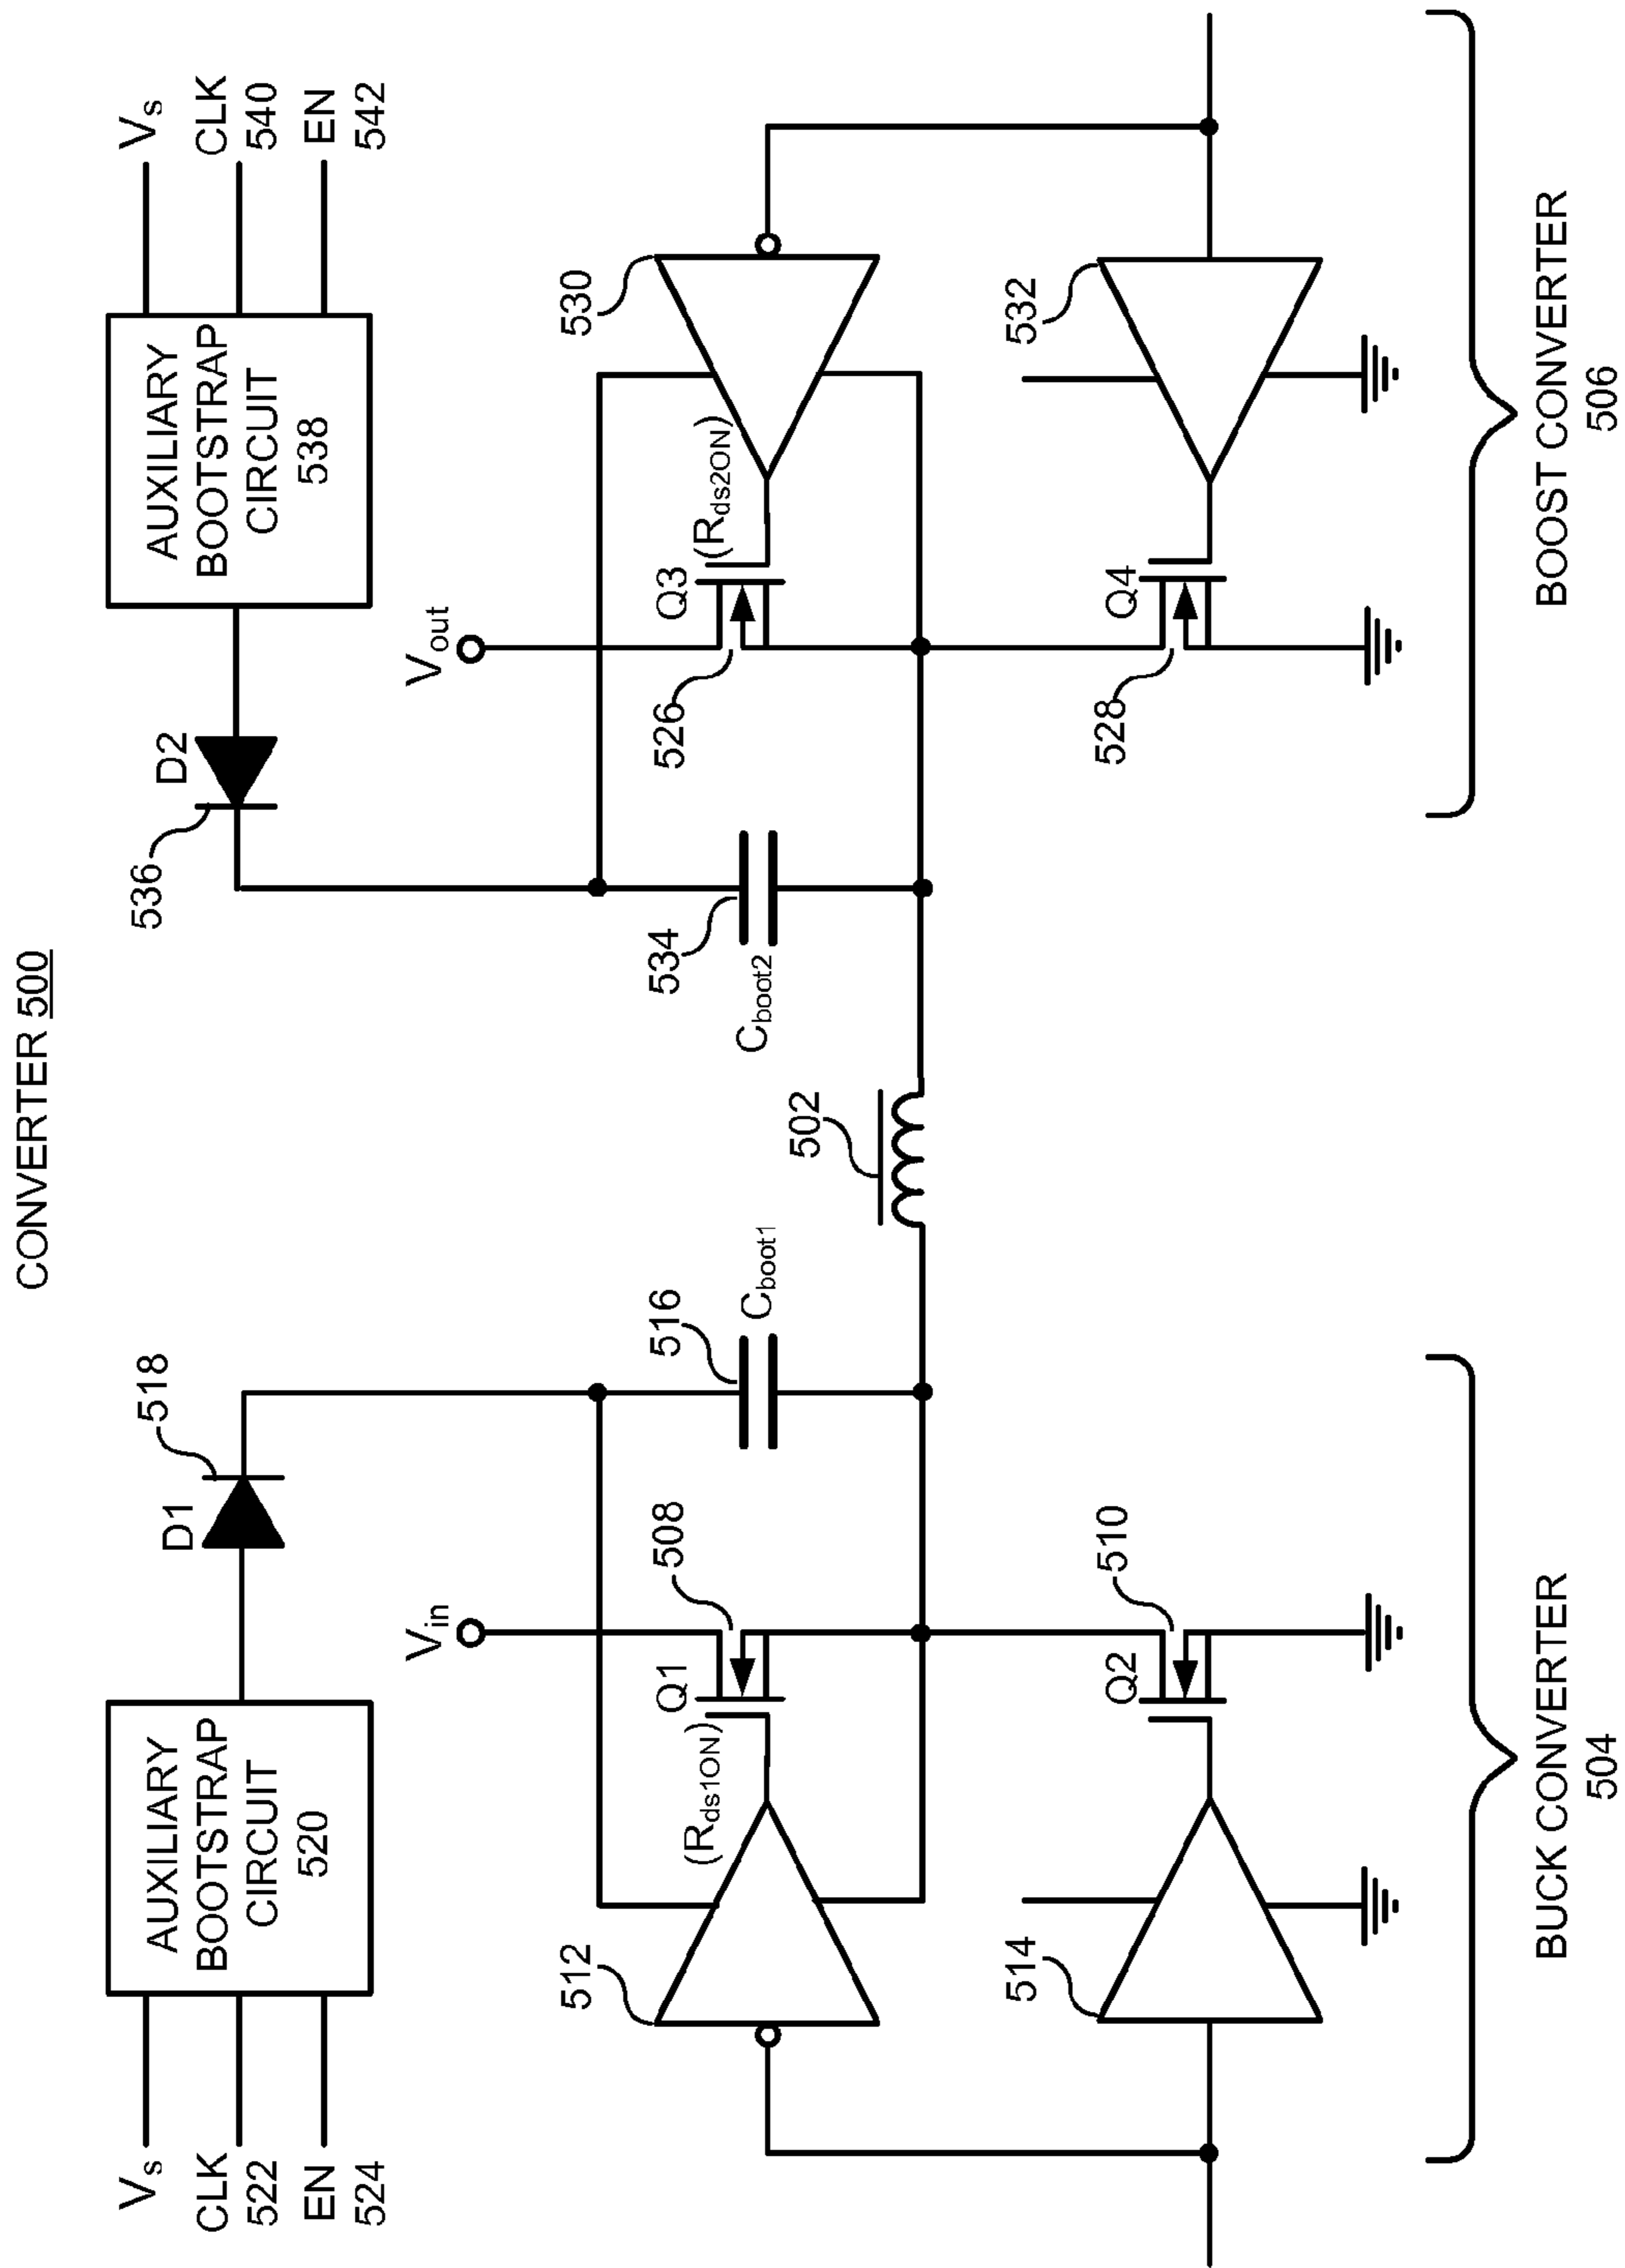 CONVERTER 500
AUXILIARY
BOOTSTRAP
CIRCUIT
520
Vs
CLK
522
EN
524
D1
518
Vin
Q1
508
(Rds1ON)
512
516
Cboot1
514
Q2
510
502
AUXILIARY
BOOTSTRAP
CIRCUIT
538
Vs
CLK
540
EN
542
D2
536
Vout
Q3
526
(Rds2ON)
530
534
Cboot2
532
Q4
528
BUCK CONVERTER
504
BOOST CONVERTER
506